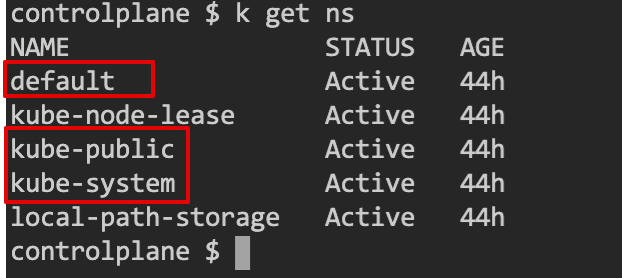 controlplane $ k get ns
NAME STATUS AGE
default Active 44h
kube-node-lease Active 44h
kube-public Active 44h
kube-system Active 44h
local-path-storage Active 44h
controlplane $